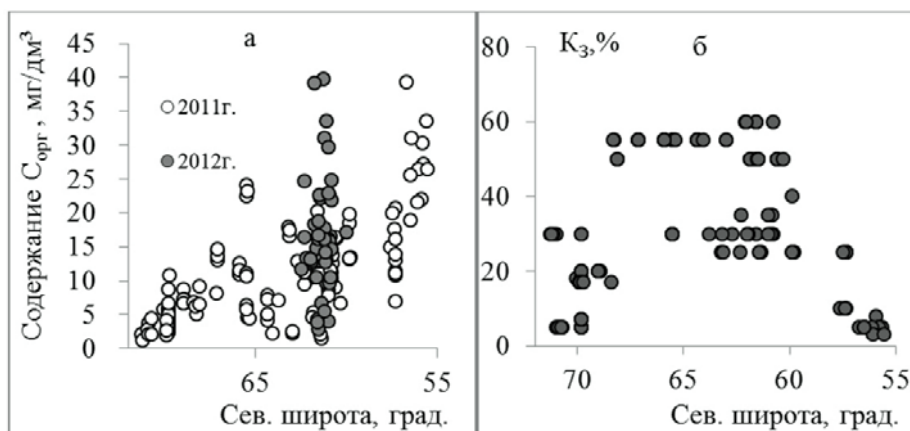 Содержание Сорг , мг/дм³
а
45
40
35
30
25
20
15
10
5
0
2011г.
2012г.
65
55
Сев. широта, град.
КЗ,%
б
80
60
40
20
0
70
65
60
55
Сев. широта, град.